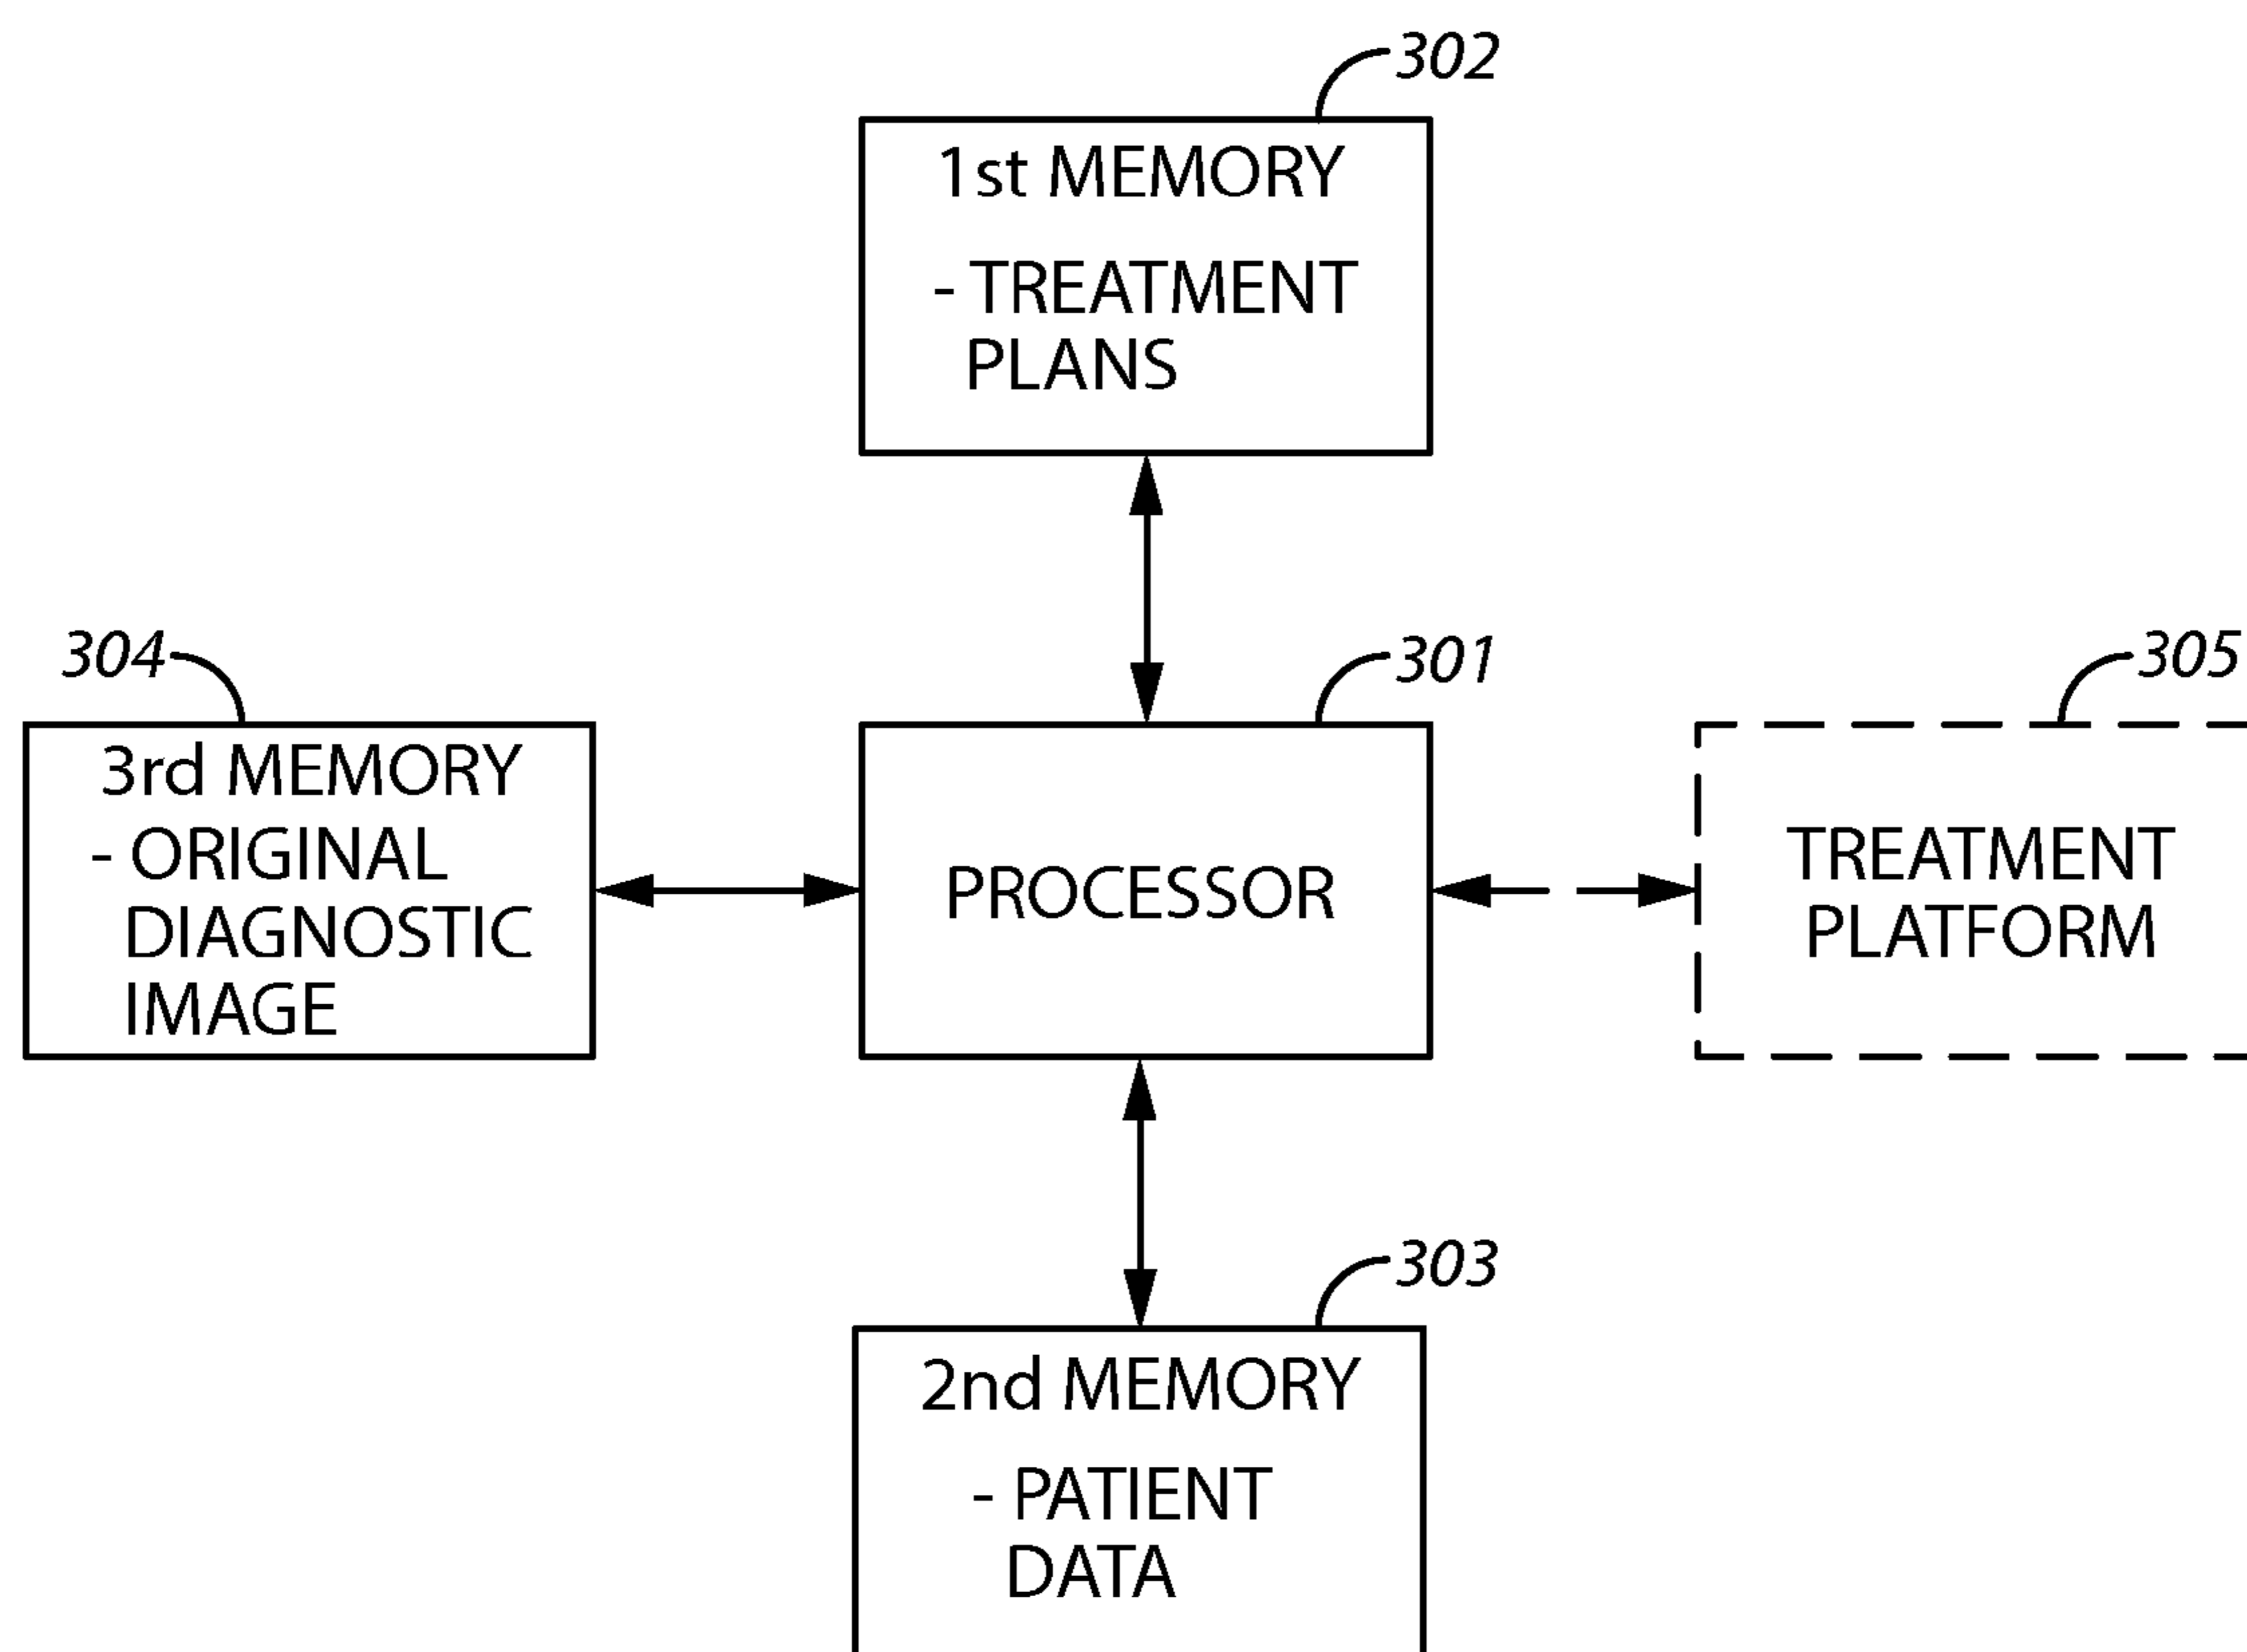 302
1st MEMORY
- TREATMENT
PLANS
304
301
305
3rd MEMORY
- ORIGINAL
DIAGNOSTIC
IMAGE
PROCESSOR
TREATMENT
PLATFORM
303
2nd MEMORY
- PATIENT
DATA